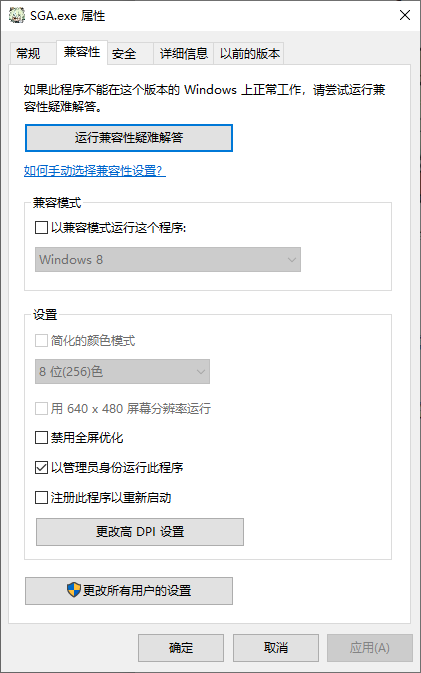 SGA.exe 属性
常规
兼容性
安全
详细信息
以前的版本
如果此程序不能在这个版本的 Windows 上正常工作，请尝试运行兼
容性疑难解答。
运行兼容性疑难解答
如何手动选择兼容性设置?
兼容模式
以兼容模式运行这个程序:
Windows 8
设置
简化的颜色模式
8 位(256)色
用 640 x 480 屏幕分辨率运行
禁用全屏优化
以管理员身份运行此程序
注册此程序以重新启动
更改高 DPI 设置
更改所有用户的设置
确定
取消
应用(A)